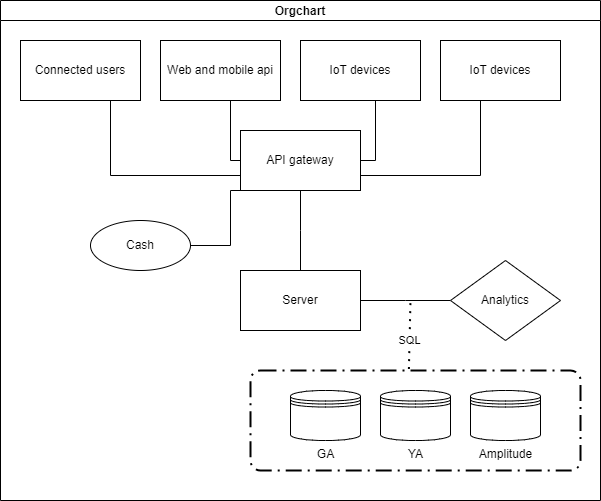 Orgchart
Connected users
Web and mobile api
IoT devices
IoT devices
API gateway
Cash
Server
Analytics
SQL
GA
YA
Amplitude